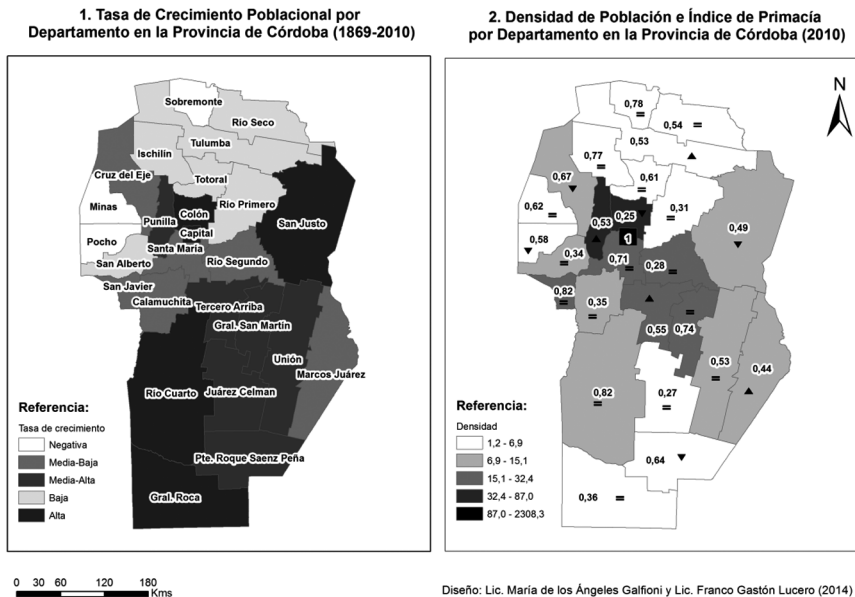 1. Tasa de Crecimiento Poblacional por
Departamento en la Provincia de Córdoba (1869-2010)
Sobremonte
Rio Seco
Tulumba
Ischilín
Totoral
Cruz del Eje
Rio Primero
Minas
Colón
Punilla
San Justo
Capital
Pocho
Santa María
San Alberto
Rio Segundo
San Javier
Calamuchita
Tercero Arriba
Gral. San Martin
Unión
Marcos Juárez
Rio Cuarto
Juárez Celman
Pte. Roque Saenz Peña
Gral. Roca
Referencia:
Tasa de crecimiento
Negativa
Media-Baja
Media-Alta
Baja
Alta
0 30 60 120 180
Kms
2. Densidad de Población e Índice de Primacía
por Departamento en la Provincia de Córdoba (2010)
N
0,78
0,54
0,53
0,77
0,61
0,67
0,31
0,62
0,25
0,53
0,49
1
0,58
0,34
0,71
0,28
0,82
0,35
0,55
0,74
0,53
0,44
0,82
0,27
0,64
0,36
Referencia:
Densidad
1,2 - 6,9
6,9 - 15,1
15,1 - 32,4
32,4 - 87,0
87,0 - 2308,3
Diseño: Lic. María de los Ángeles Galfioni y Lic. Franco Gastón Lucero (2014)